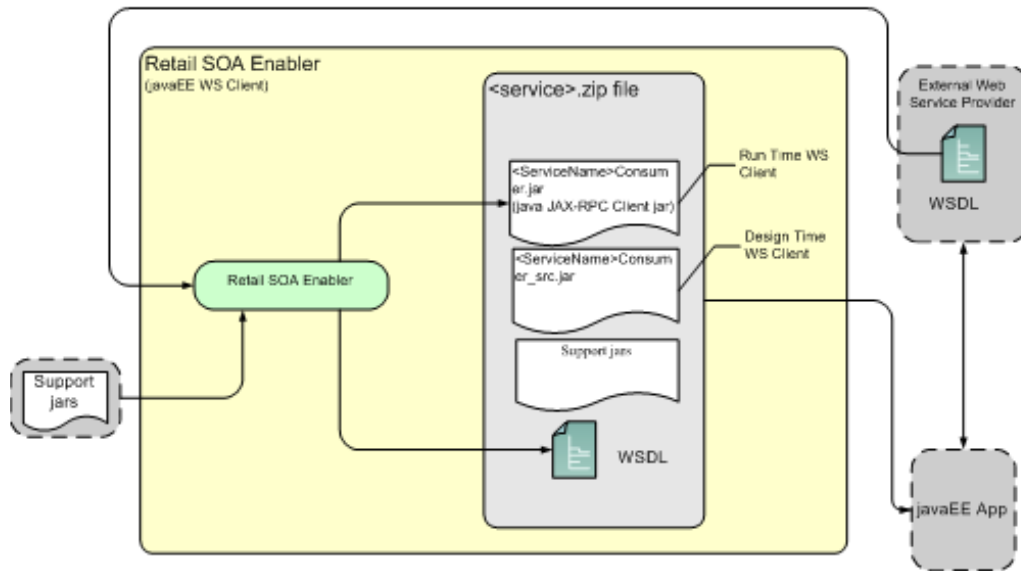 Retail SOA Enabler
(javaEE WS Client)
<service>.zip file
External Web
Service Provider
WSDL
<ServiceName>Consum
er.jar
(java JAX-RPC Client jar)
Run Time WS
Client
<ServiceName>Consum
er_src.jar
Design Time
WS Client
Retail SOA Enabler
Support jars
Support
jars
WSDL
javaEE App